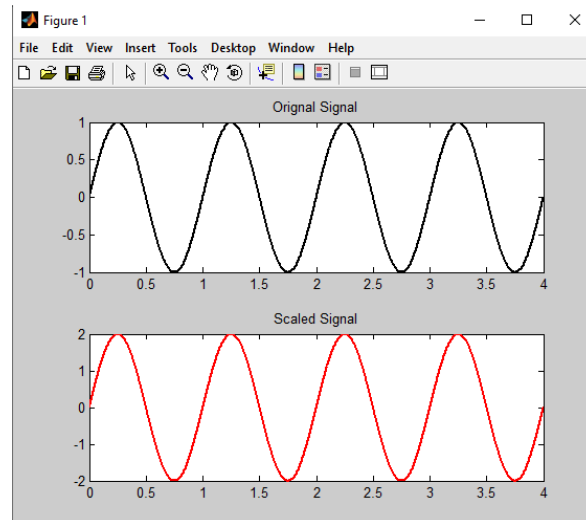 Figure 1
File Edit View Insert Tools Desktop Window Help
Orignal Signal
1
0.5
0
-0.5
-1
0 0.5 1 1.5 2 2.5 3 3.5 4
Scaled Signal
2
1
0
-1
-2
0 0.5 1 1.5 2 2.5 3 3.5 4